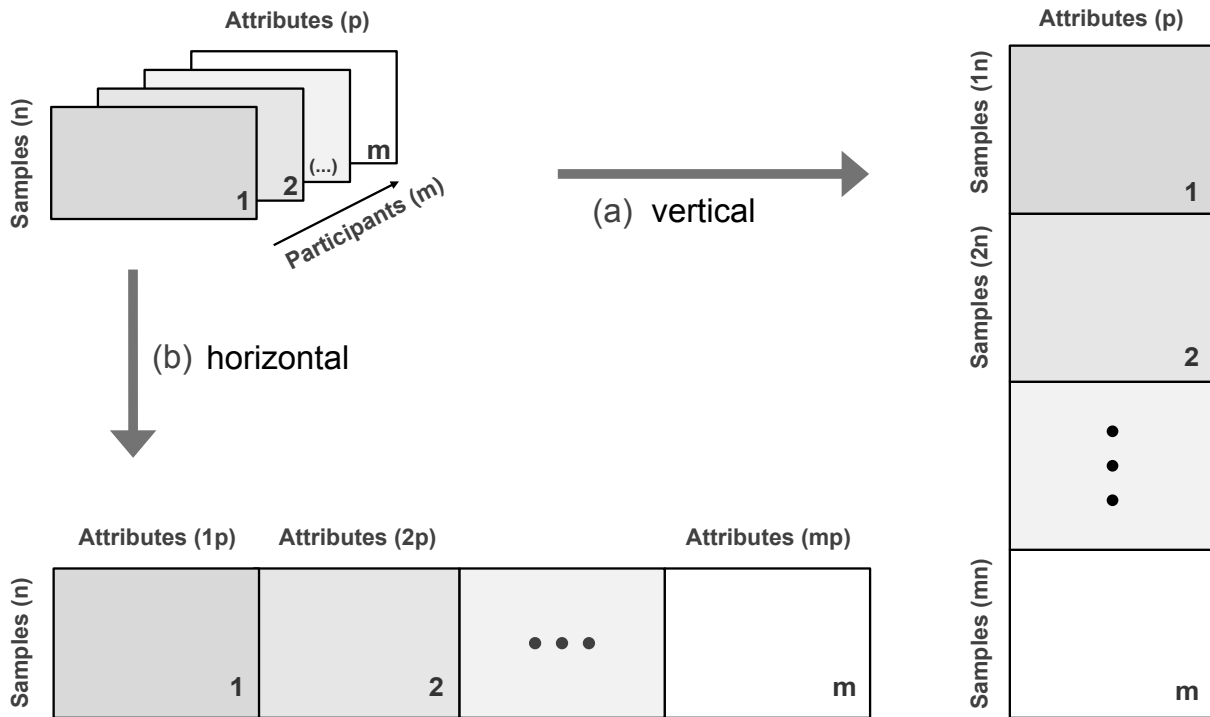 Attributes (p)
Samples (n)
1
2
(...)
m
Participants (m)
(a) vertical
(b) horizontal
Attributes (p)
Samples (1n)
1
Samples (2n)
2
Samples (mn)
m
Attributes (1p)
Attributes (2p)
Attributes (mp)
Samples (n)
1
2
m